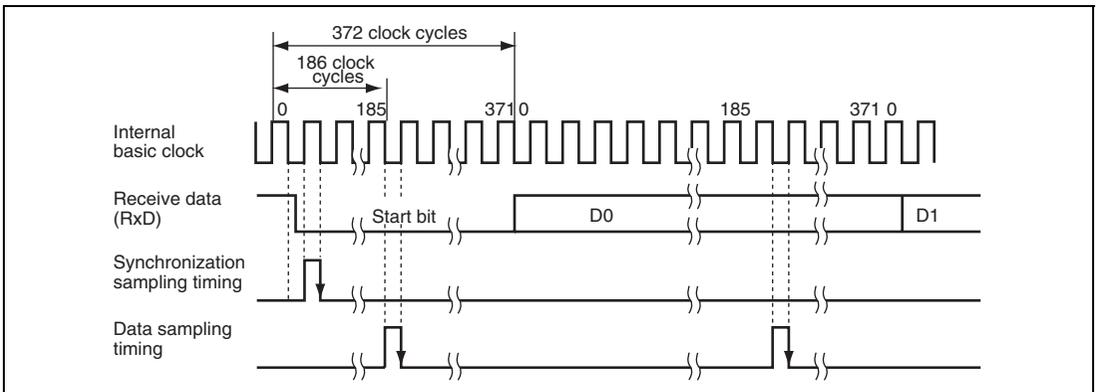 372 clock cycles
186 clock
cycles
0 185 371 0 185 371 0
Internal
basic clock
Receive data
(RxD)
Start bit D0 D1
Synchronization
sampling timing
Data sampling
timing